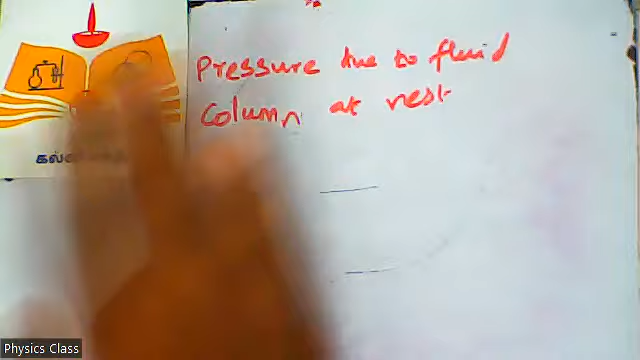 Pressure due to fluid
Column at rest
Physics Class